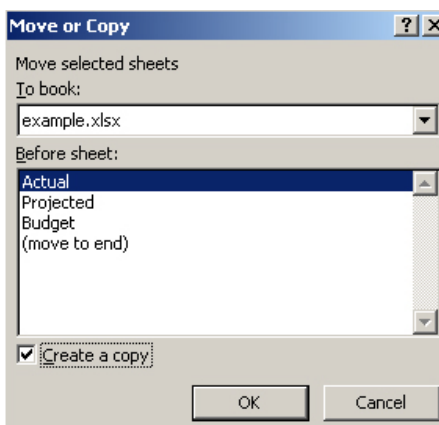 Move or Copy
Move selected sheets
To book:
example.xlsx
Before sheet:
Actual
Projected
Budget
(move to end)
Create a copy
OK Cancel